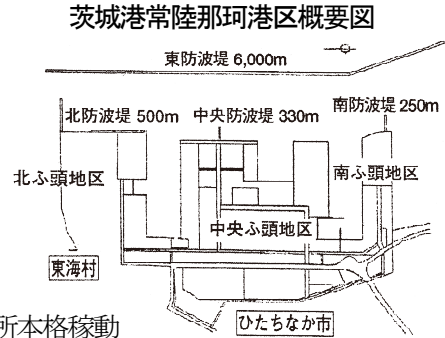 茨城港常陸那珂港区概要図
東防波堤 6,000m
北防波堤 500m
中央防波堤 330m
南防波堤 250m
北ふ頭地区
南ふ頭地区
中央ふ頭地区
東海村
ひたちなか市
所本格稼動